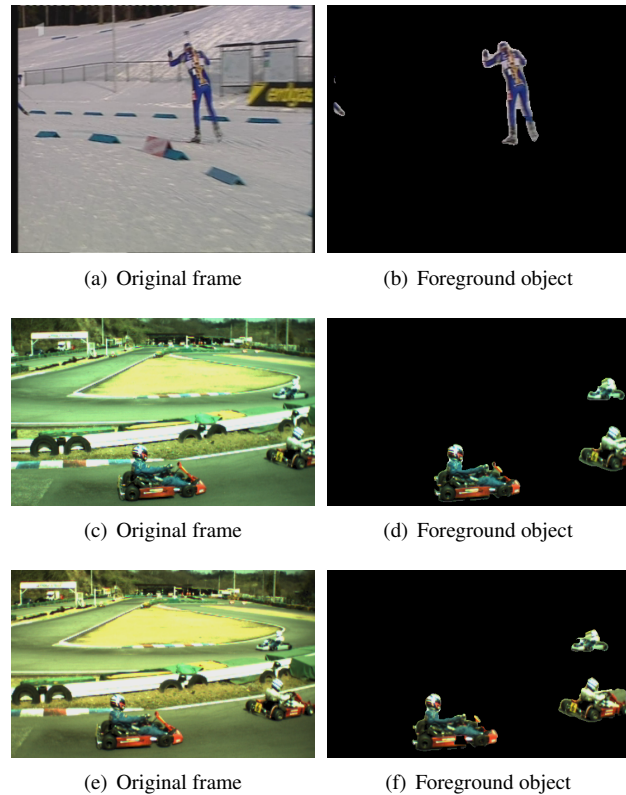 (a) Original frame
(b) Foreground object
(c) Original frame
(d) Foreground object
(e) Original frame
(f) Foreground object